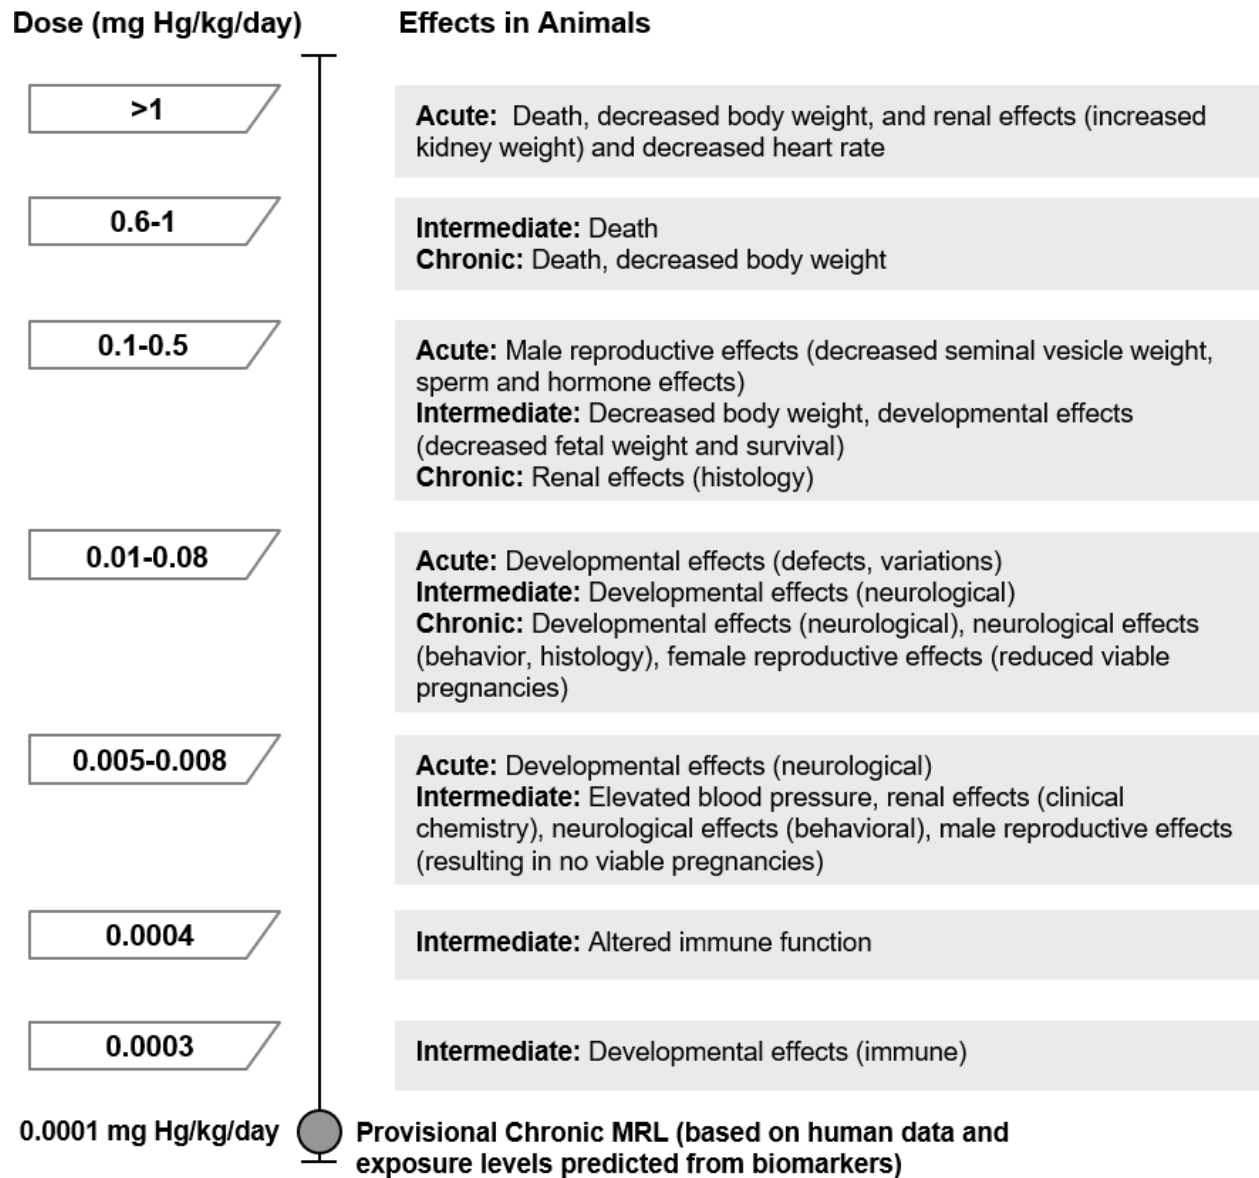 Dose (mg Hg/kg/day)
Effects in Animals
>1
Acute: Death, decreased body weight, and renal effects (increased
kidney weight) and decreased heart rate
0.6-1
Intermediate: Death
Chronic: Death, decreased body weight
0.1-0.5
Acute: Male reproductive effects (decreased seminal vesicle weight,
sperm and hormone effects)
Intermediate: Decreased body weight, developmental effects
(decreased fetal weight and survival)
Chronic: Renal effects (histology)
0.01-0.08
Acute: Developmental effects (defects, variations)
Intermediate: Developmental effects (neurological)
Chronic: Developmental effects (neurological), neurological effects
(behavior, histology), female reproductive effects (reduced viable
pregnancies)
0.005-0.008
Acute: Developmental effects (neurological)
Intermediate: Elevated blood pressure, renal effects (clinical
chemistry), neurological effects (behavioral), male reproductive effects
(resulting in no viable pregnancies)
0.0004
Intermediate: Altered immune function
0.0003
Intermediate: Developmental effects (immune)
0.0001 mg Hg/kg/day
Provisional Chronic MRL (based on human data and
exposure levels predicted from biomarkers)